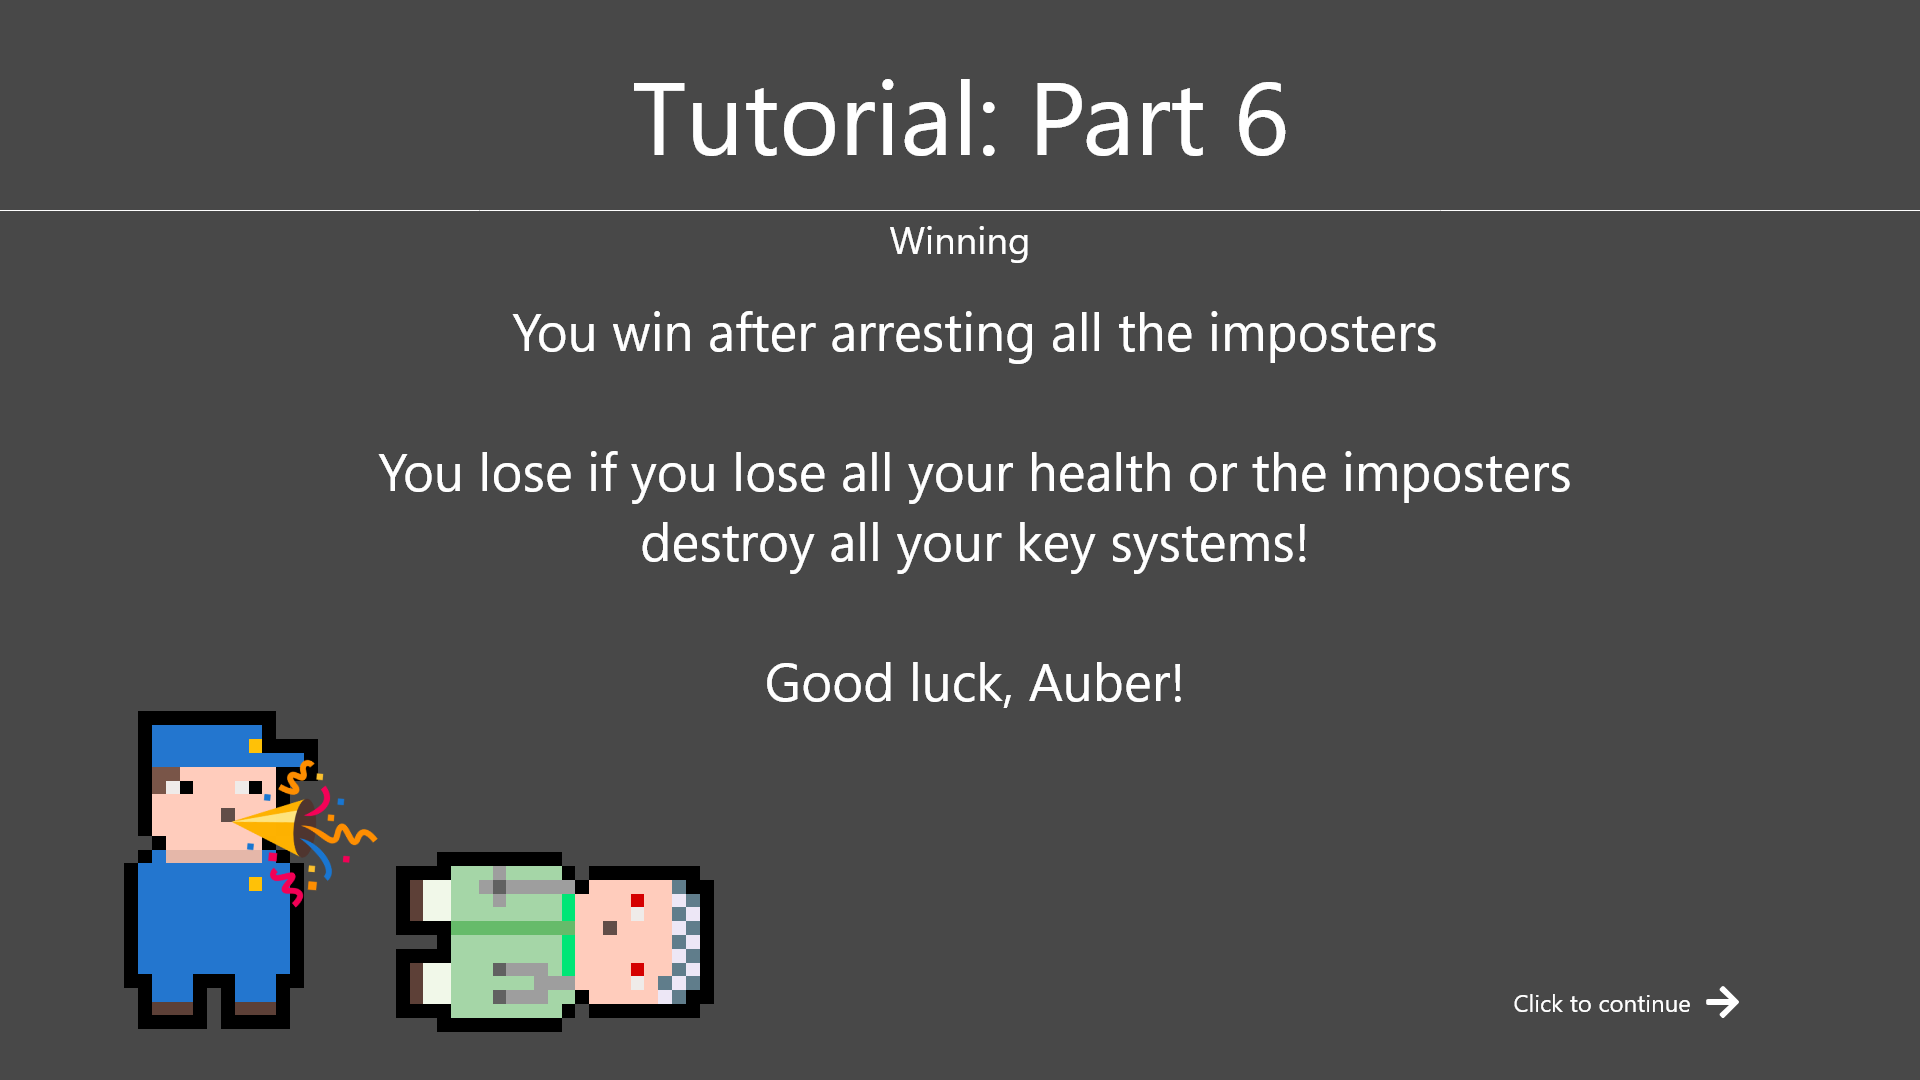 Tutorial: Part 6
Winning
You win after arresting all the imposters
You lose if you lose all your health or the imposters
destroy all your key systems!
Good luck, Auber!
Click to continue